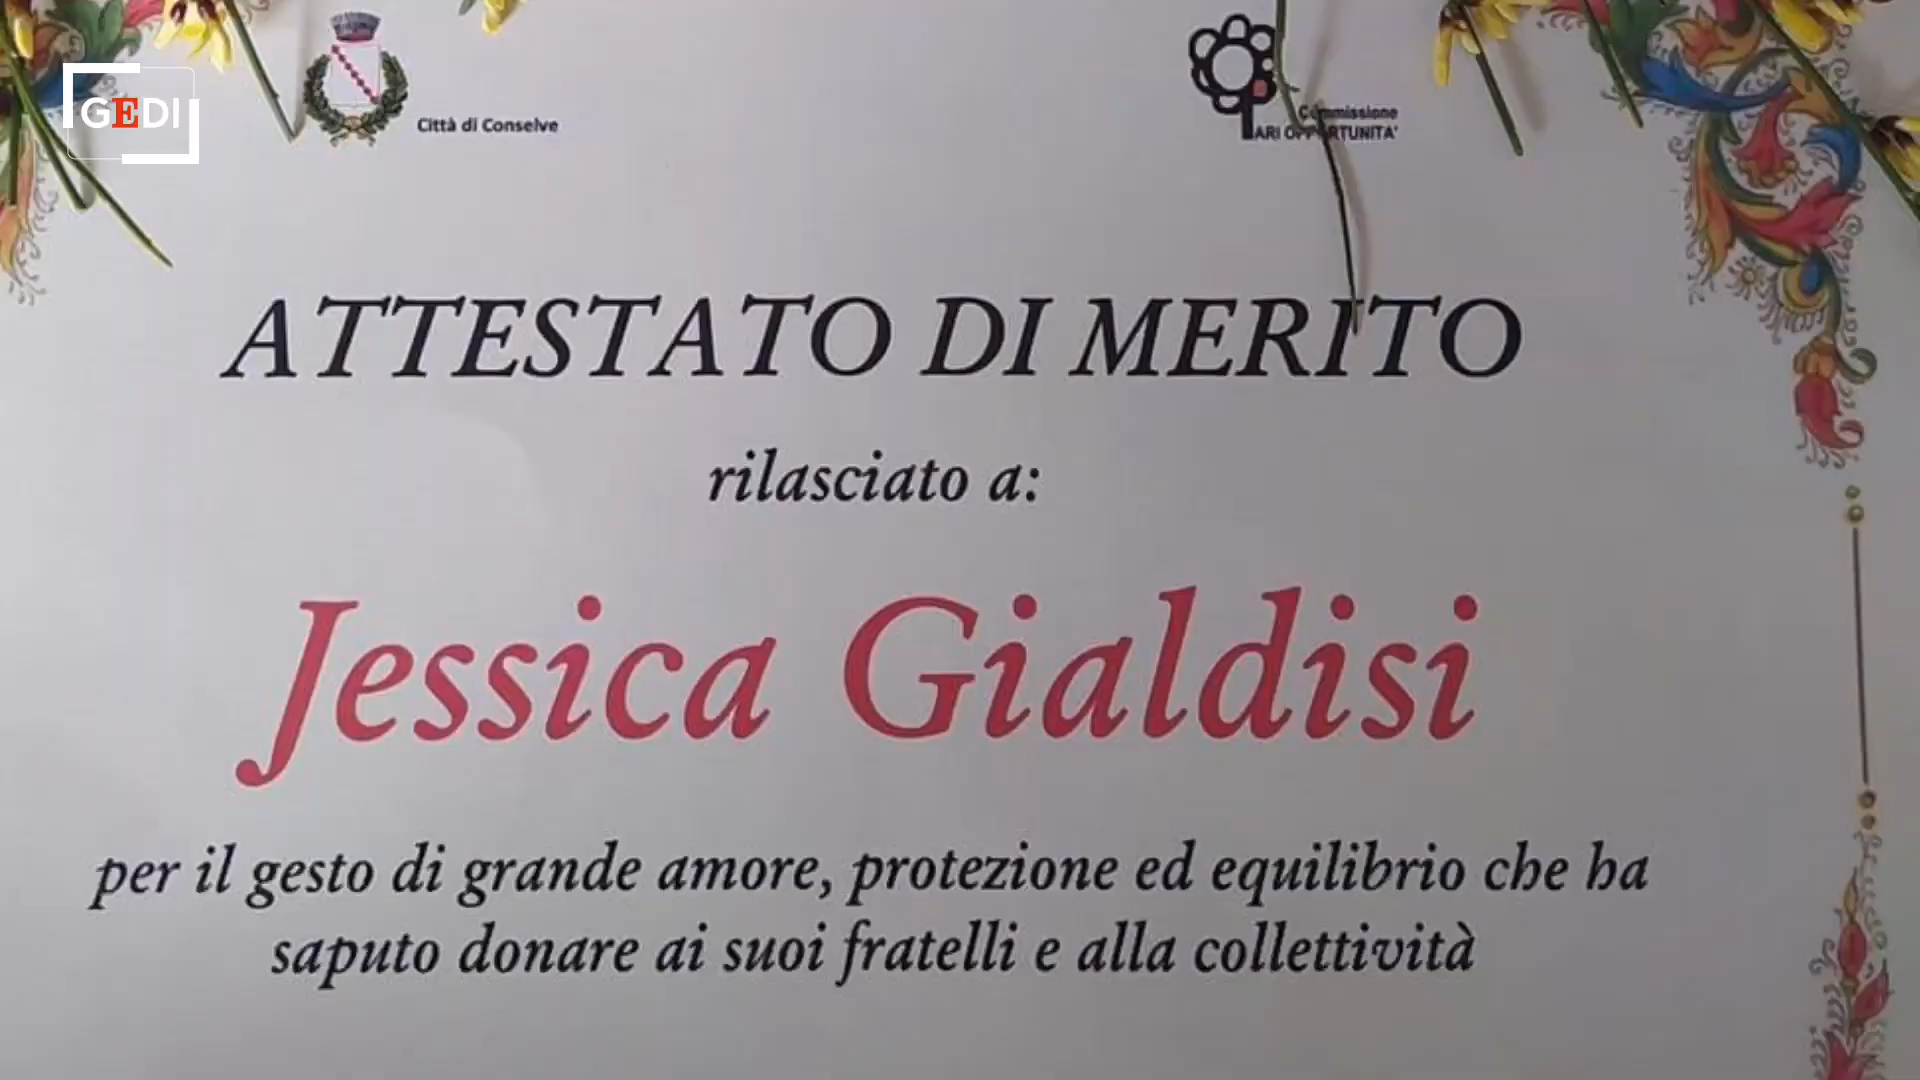 GEDI
Città di Conselve
Commissione
PARI OPPORTUNITA'
ATTESTATO DI MERITO
rilasciato a:
Jessica Gialdisi
per il gesto di grande amore, protezione ed equilibrio che ha
saputo donare ai suoi fratelli e alla collettività